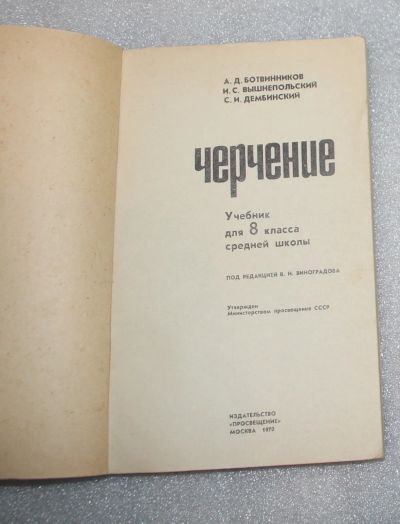 А. Д. БОТВИННИКОВ
И. С. ВЫШНЕПОЛЬСКИЙ
С. И. ДЕМБИНСКИЙ
черчение
Учебник
для 8 класса
средней школы
ПОД РЕДАКЦИЕЙ В. Н. ВИНОГРАДОВА
Утвержден
Министерством просвещения СССР
ИЗДАТЕЛЬСТВО
«ПРОСВЕЩЕНИЕ»
МОСКВА 1972